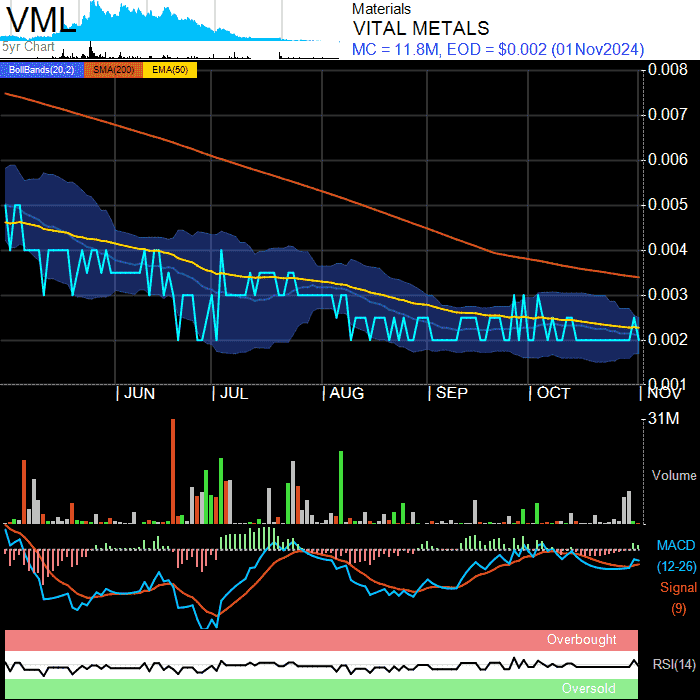 VML
5yr Chart
Materials
VITAL METALS
MC = 11.8M, EOD = $0.002 (01Nov2024)
BollBands(20,2) SMA(200) EMA(50)
0.008
0.007
0.006
0.005
0.004
0.003
0.002
0.001
JUN JUL AUG SEP OCT NOV
31M
Volume
MACD
(12-26)
Signal
(9)
Overbought
RSI(14)
Oversold